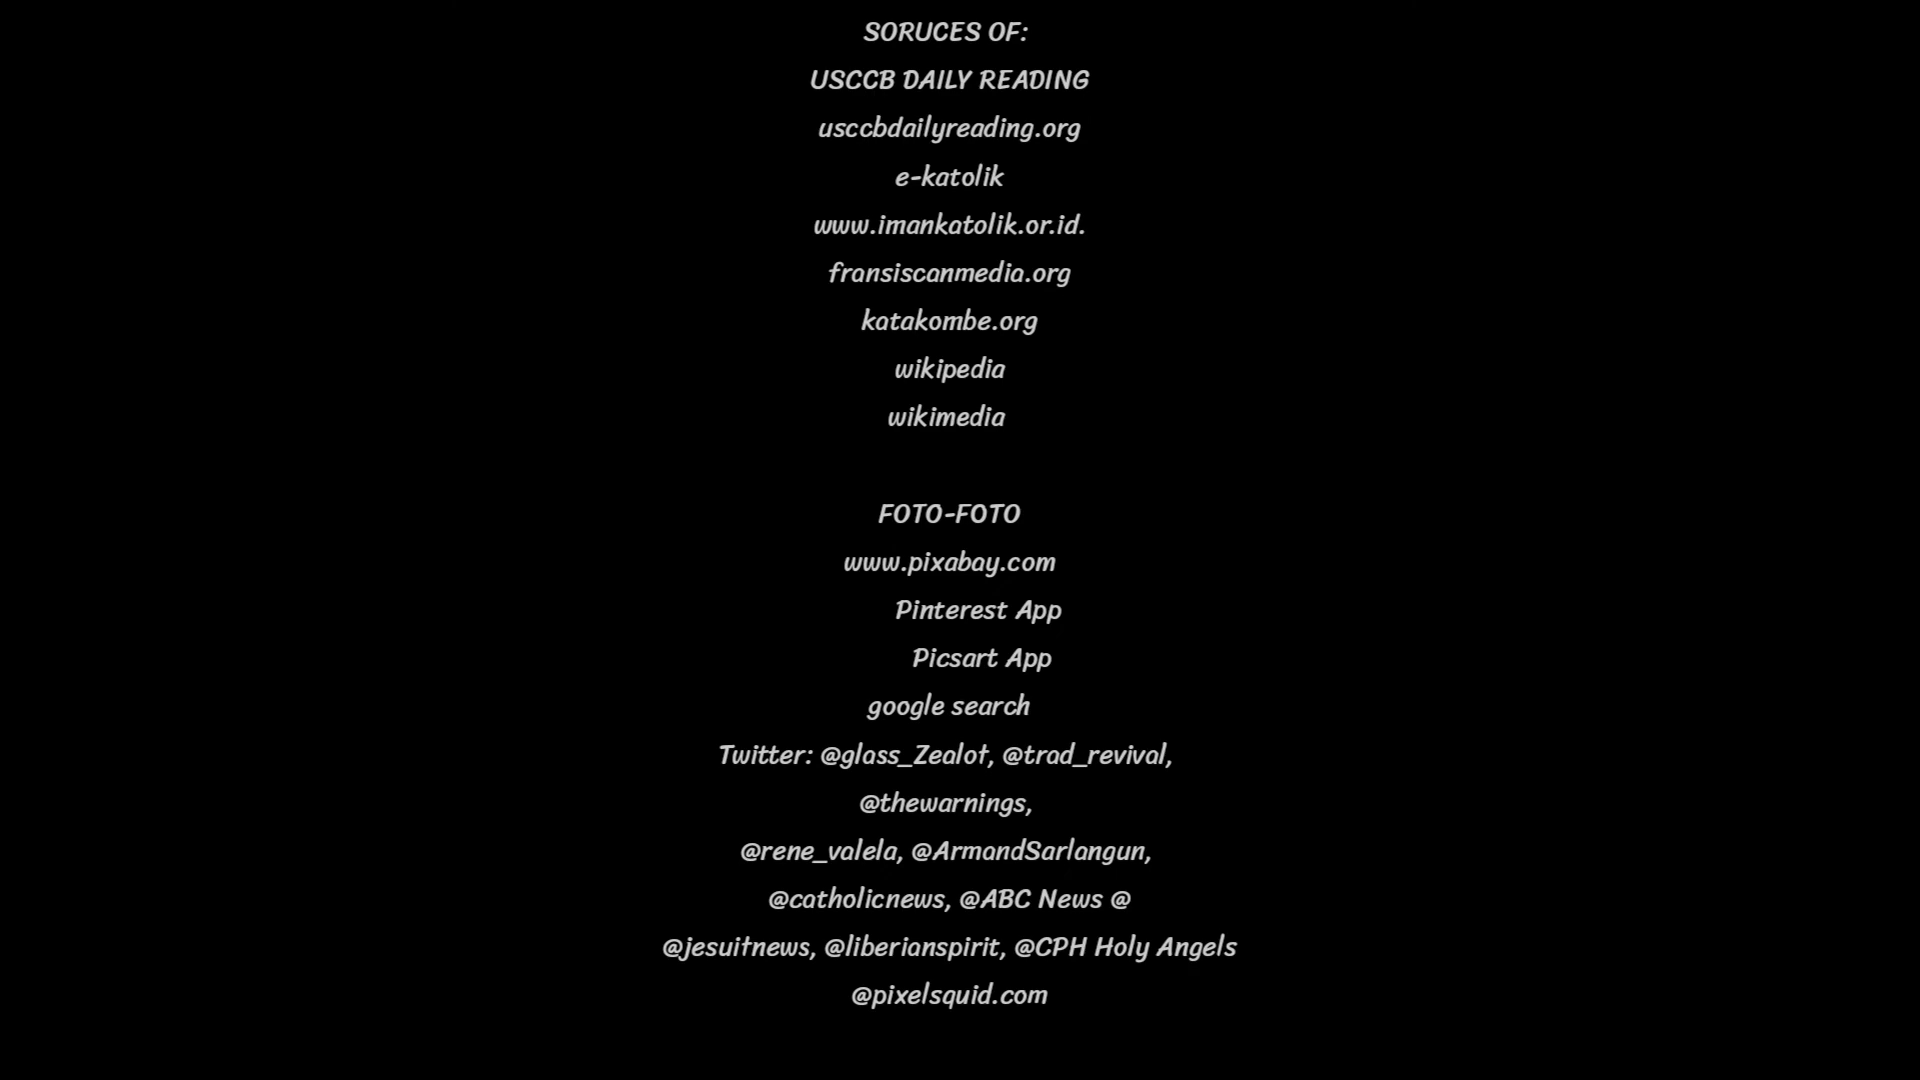 SORUCES OF:
USCCB DAILY READING
usccbdailyreading.org
e-katolik
www.imankatolik.or.id.
fransiscanmedia.org
katakombe.org
wikipedia
wikimedia
FOTO-FOTO
www.pixabay.com
Pinterest App
Picsart App
google search
Twitter: @glass_Zealot, @trad_revival,
@thewarnings,
@rene_valela, @ArmandSarlangun,
@catholicnews, @ABC News @
@jesuitnews, @liberianspirit, @CPH Holy Angels
@pixelsquid.com